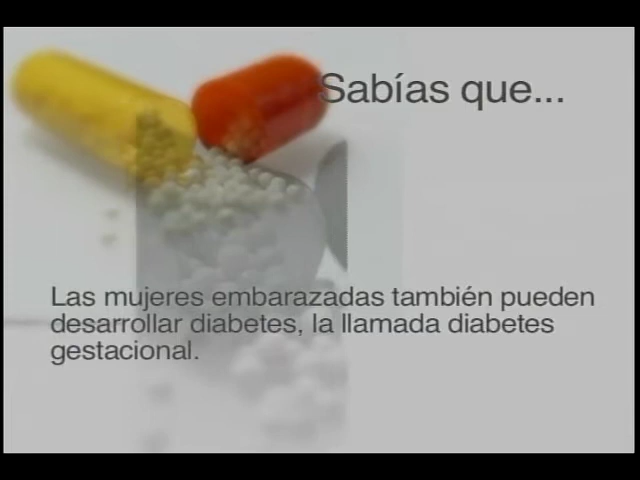 Sabías que...
Las mujeres embarazadas también pueden
desarrollar diabetes, la llamada diabetes
gestacional.